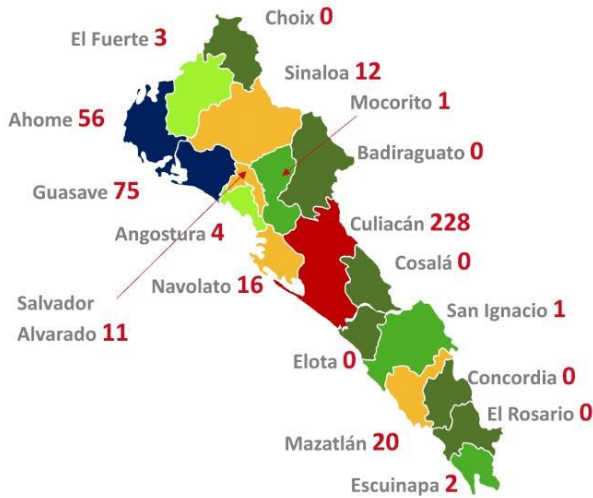 Choix 0
El Fuerte 3
Sinaloa 12
Mocorito 1
Ahome 56
Badiraguato 0
Guasave 75
Culiacán 228
Angostura 4
Cosalá 0
Navolato 16
Salvador
Alvarado 11
San Ignacio 1
Elota 0
Concordia 0
El Rosario 0
Mazatlán 20
Escuinapa 2